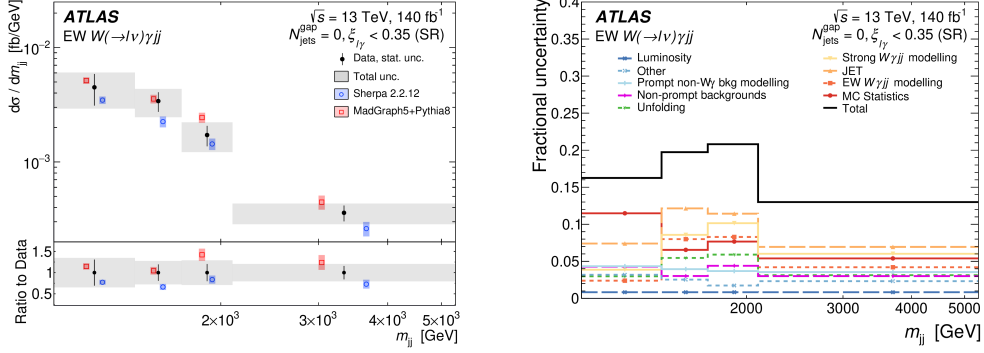 ATLAS
EW W(→lν)γjj
√s = 13 TeV, 140 fb⁻¹
N^gap_jets = 0, ξ_lγ < 0.35 (SR)
Data, stat. unc.
Total unc.
Sherpa 2.2.12
MadGraph5+Pythia8
dσ / dm_jj [fb/GeV]
10⁻²
10⁻³
Ratio to Data
1.5
1
0.5
2×10³
3×10³
4×10³
5×10³
m_jj [GeV]
ATLAS
EW W(→lν)γjj
√s = 13 TeV, 140 fb⁻¹
N^gap_jets = 0, ξ_lγ < 0.35 (SR)
Luminosity
Other
Prompt non-Wγ bkg modelling
Non-prompt backgrounds
Unfolding
Strong Wγjj modelling
JET
EW Wγjj modelling
MC Statistics
Total
Fractional uncertainty
0.4
0.35
0.3
0.25
0.2
0.15
0.1
0.05
0
2000
3000
4000
5000
m_jj [GeV]